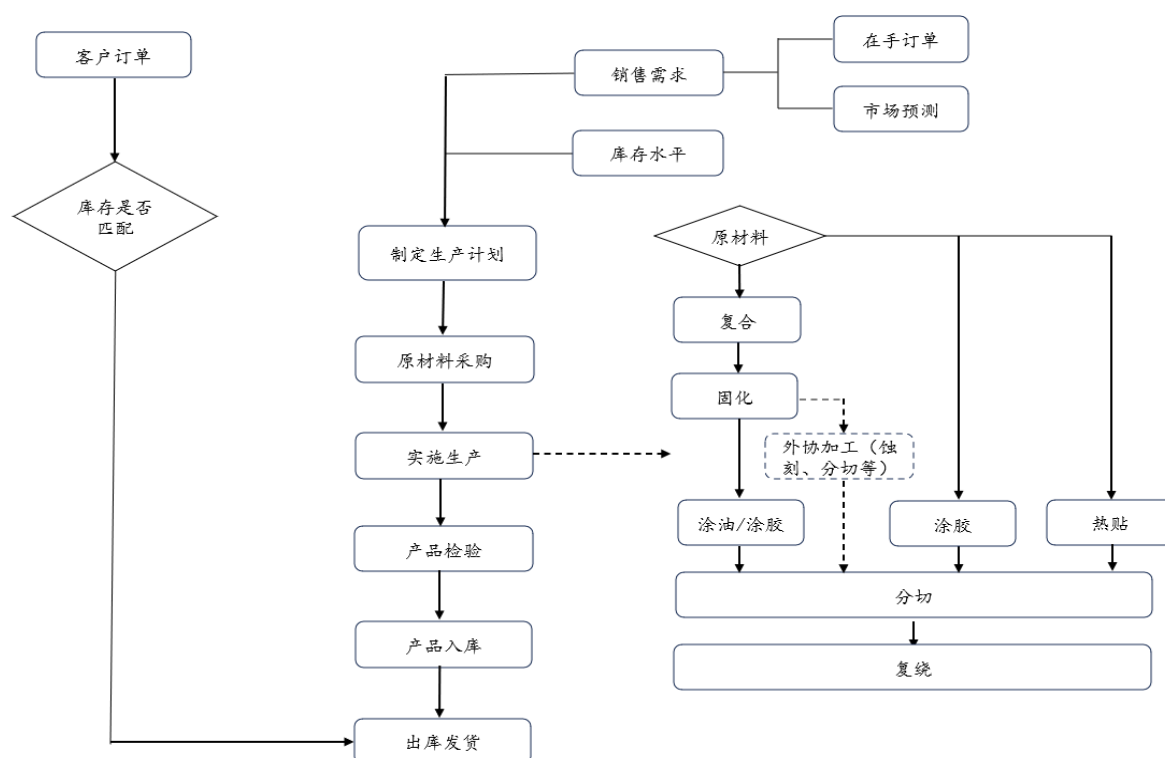 客户订单
库存是否
匹配
销售需求
在手订单
市场预测
库存水平
制定生产计划
原材料采购
实施生产
产品检验
产品入库
出库发货
原材料
复合
固化
外协加工（蚀
刻、分切等）
涂油/涂胶
涂胶
热贴
分切
复绕